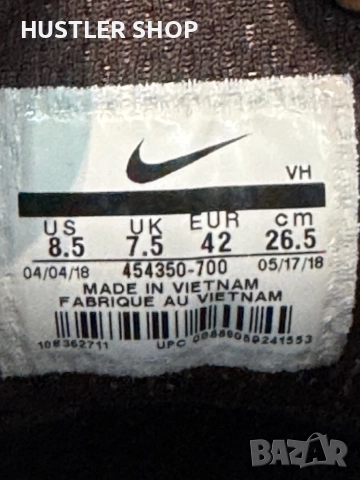 HUSTLER SHOP
VH
US UK EUR cm
8.5 7.5 42 26.5
04/04/18 454350-700 05/17/18
MADE IN VIETNAM
FABRIQUE AU VIETNAM
108362711 UPC 00886059241553
BAZAR